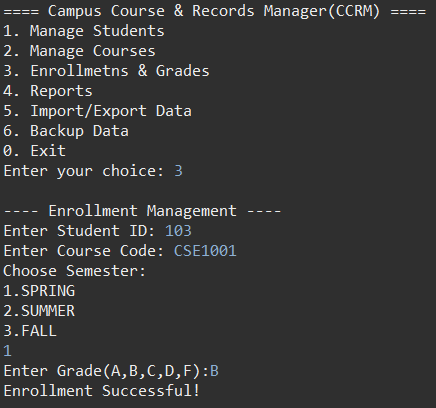 ==== Campus Course & Records Manager(CCRM) ====
1. Manage Students
2. Manage Courses
3. Enrollmetns & Grades
4. Reports
5. Import/Export Data
6. Backup Data
0. Exit
Enter your choice: 3

---- Enrollment Management ----
Enter Student ID: 103
Enter Course Code: CSE1001
Choose Semester:
1.SPRING
2.SUMMER
3.FALL
1
Enter Grade(A,B,C,D,F):B
Enrollment Successful!